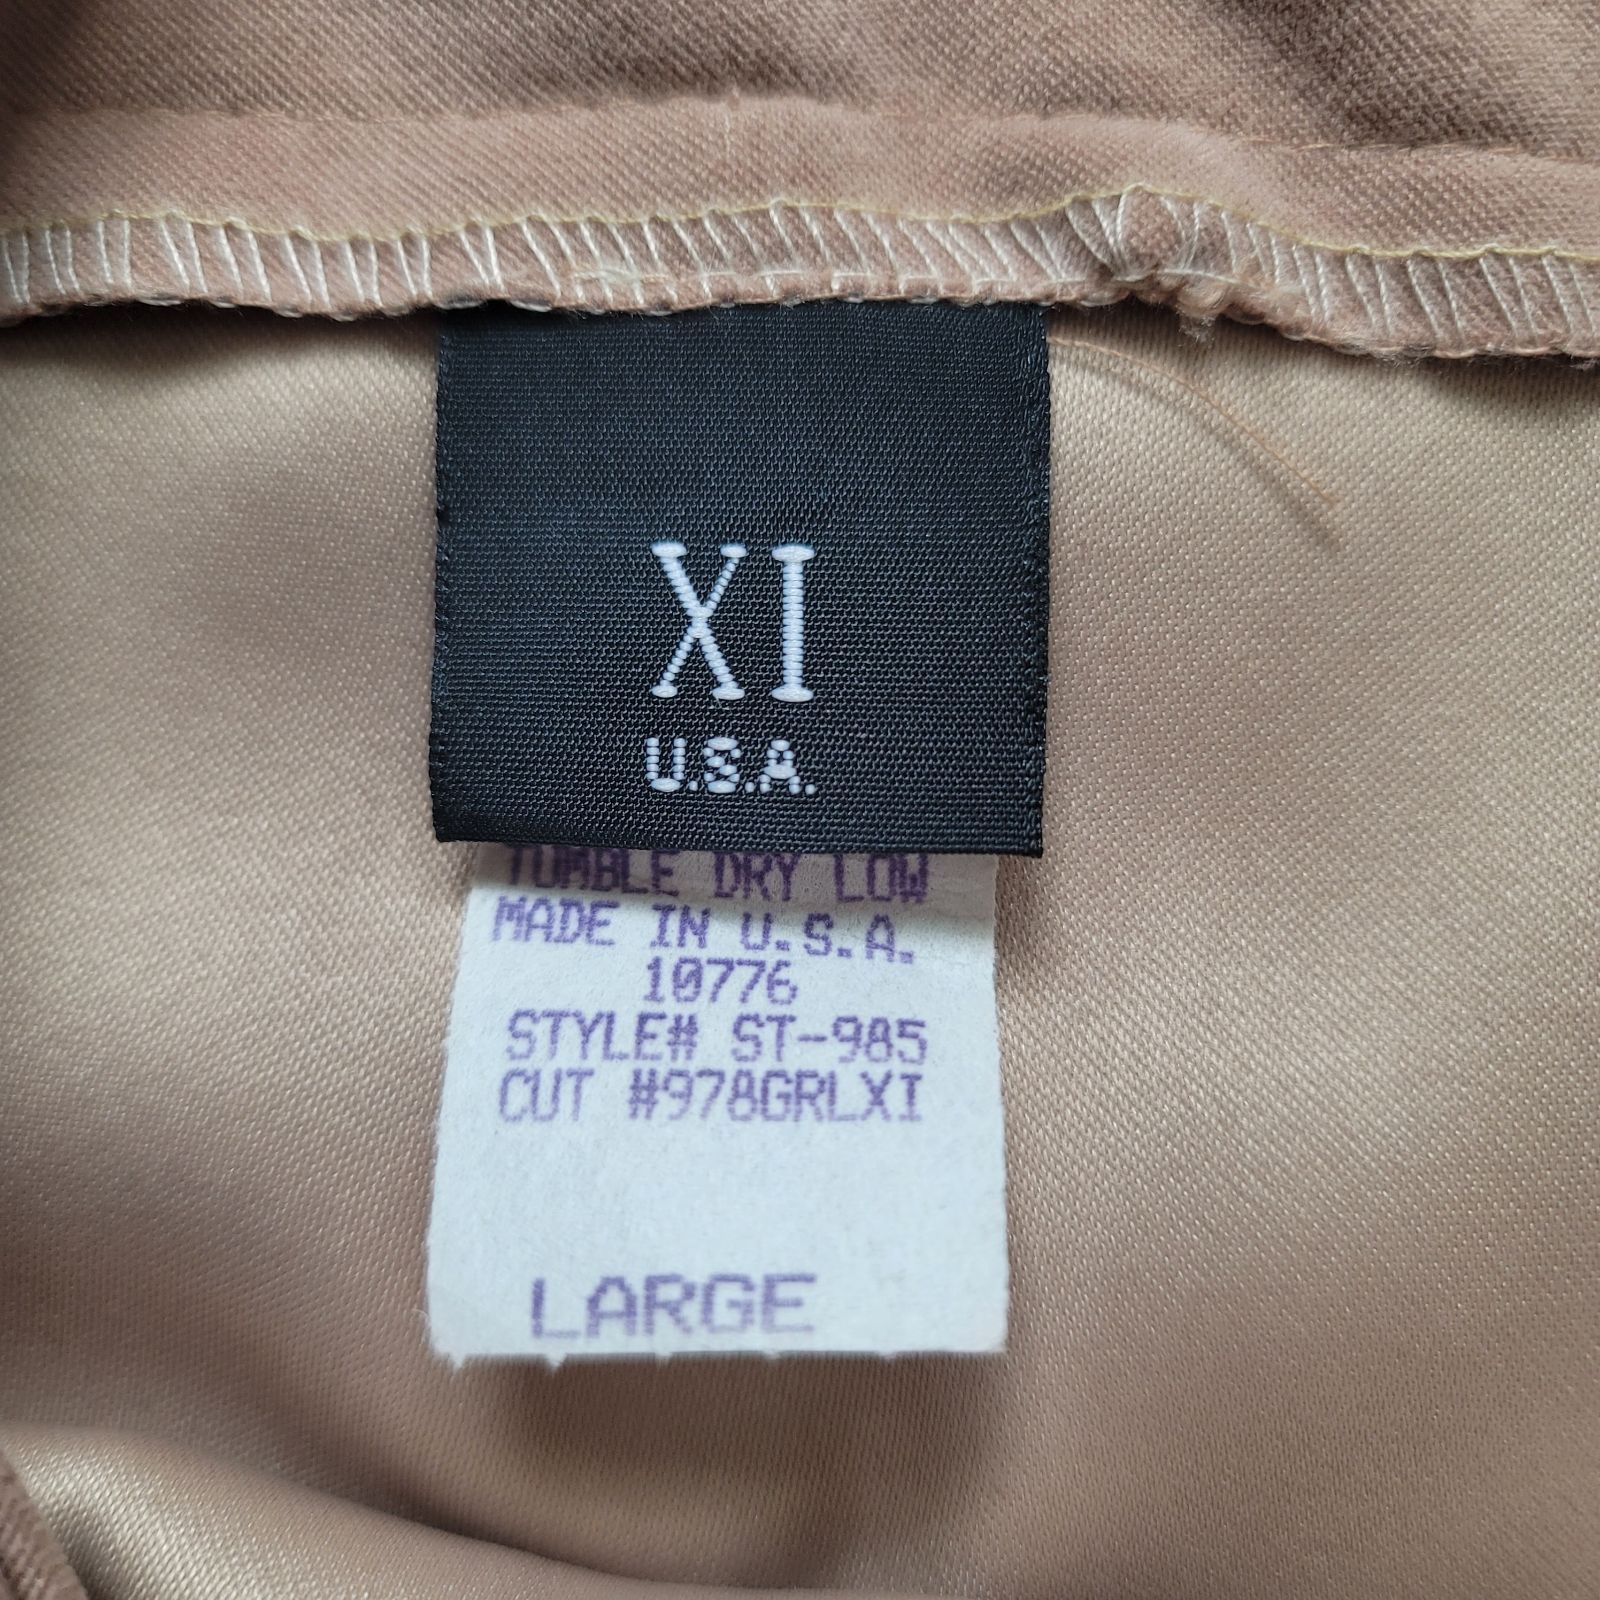 XI
U.S.A.
TUMBLE DRY LOW
MADE IN U.S.A.
10776
STYLE# ST-985
CUT #978GRLXI
LARGE